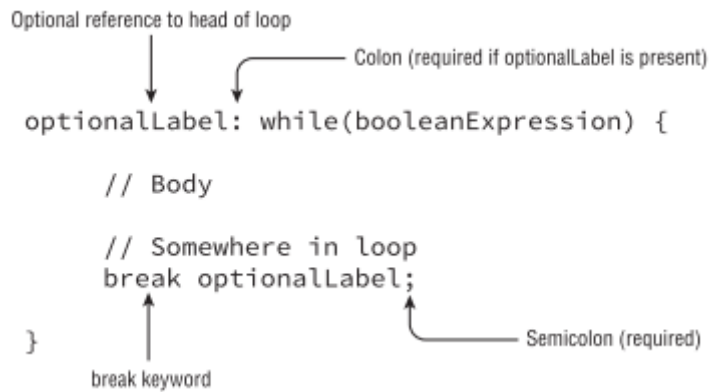 Optional reference to head of loop
Colon (required if optionalLabel is present)
optionalLabel: while(booleanExpression) {
// Body
// Somewhere in loop
break optionalLabel;
}
Semicolon (required)
break keyword